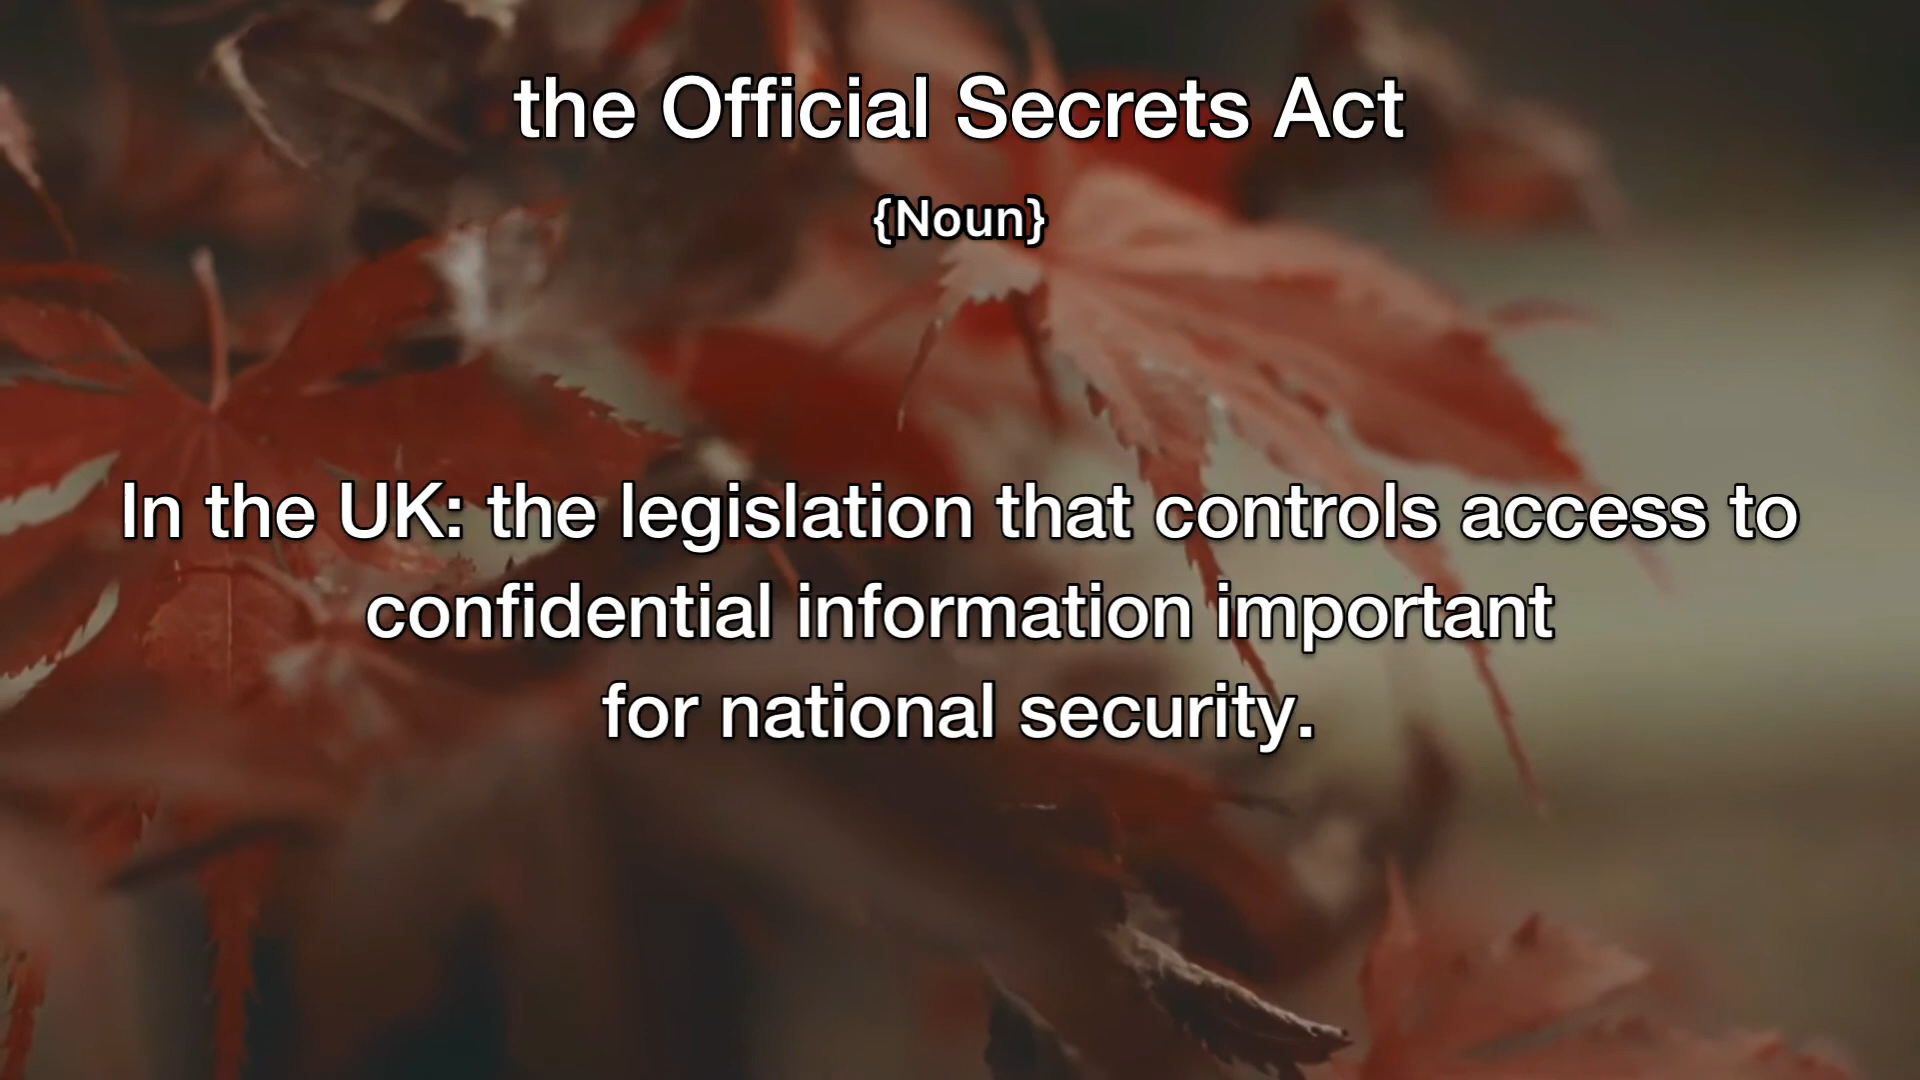 the Official Secrets Act
{Noun}
In the UK: the legislation that controls access to
confidential information important
for national security.